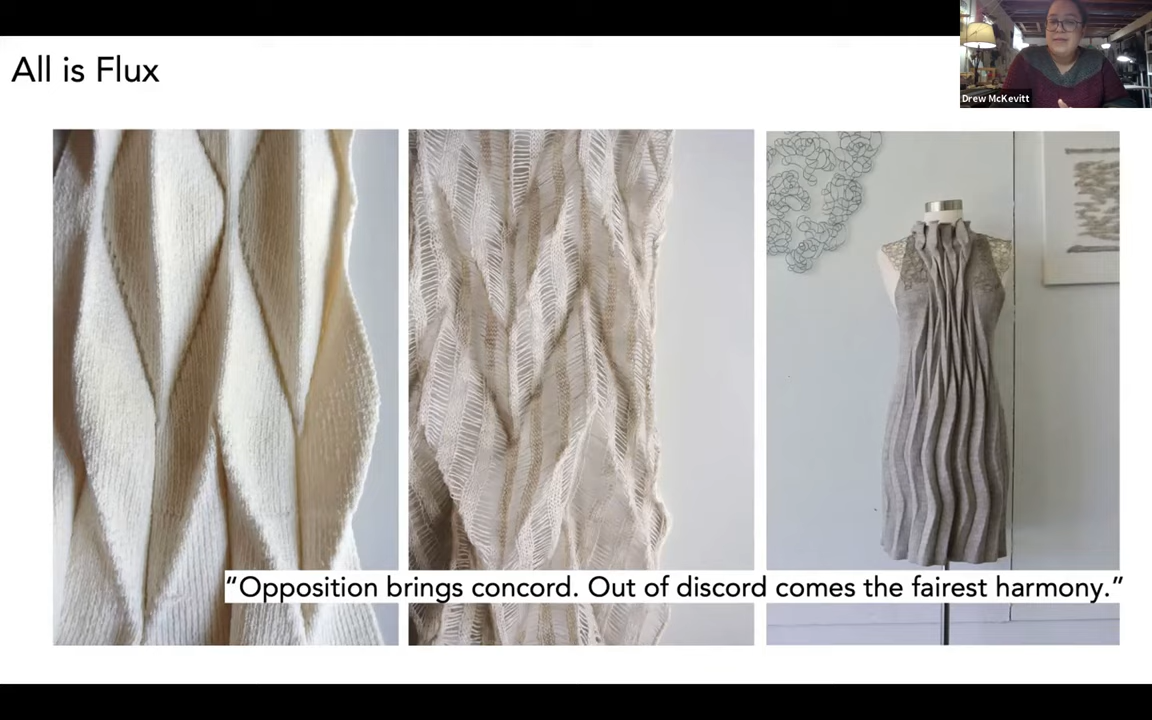 All is Flux
Drew McKevitt
“Opposition brings concord. Out of discord comes the fairest harmony.”